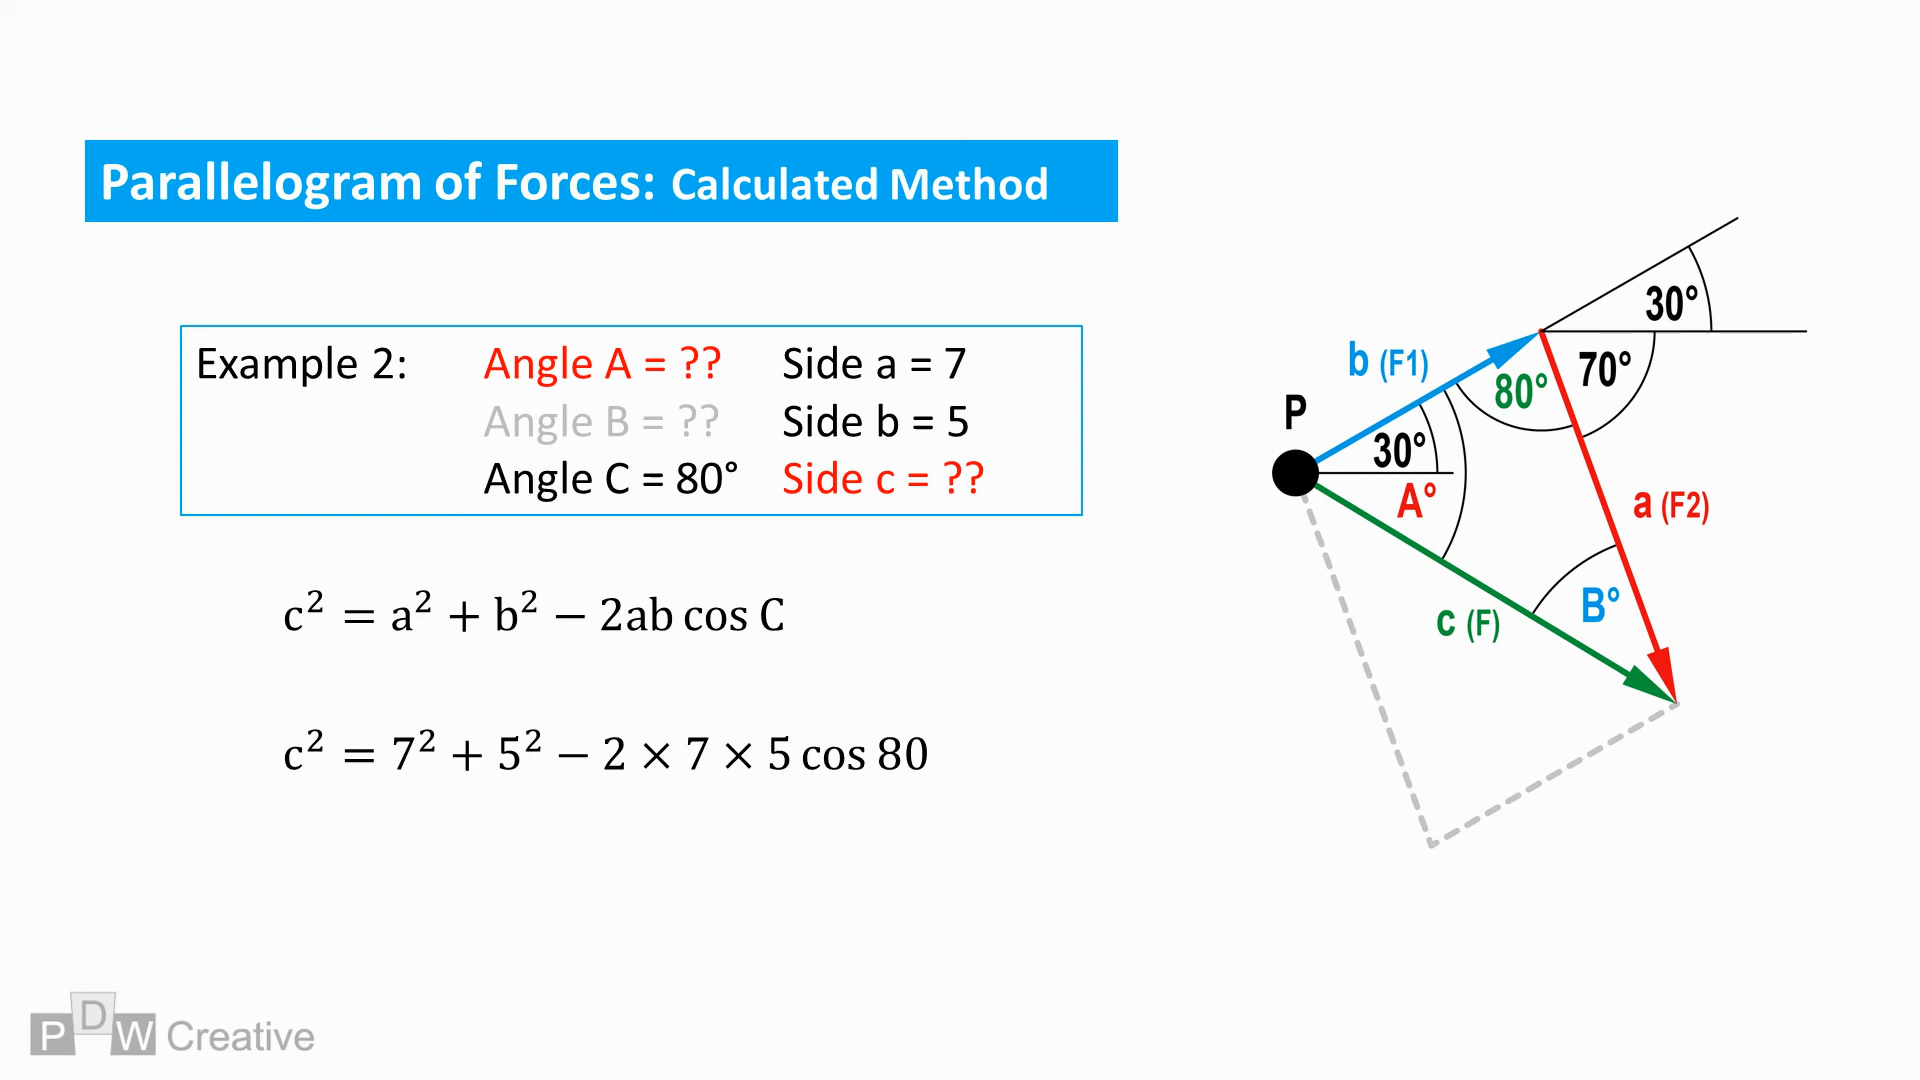 Parallelogram of Forces: Calculated Method
Example 2: Angle A = ?? Side a = 7
Angle B = ?? Side b = 5
Angle C = 80° Side c = ??
c² = a² + b² − 2ab cos C
c² = 7² + 5² − 2 × 7 × 5 cos 80
30°
b (F1)
80°
70°
P
30°
A°
a (F2)
B°
c (F)
PDW Creative